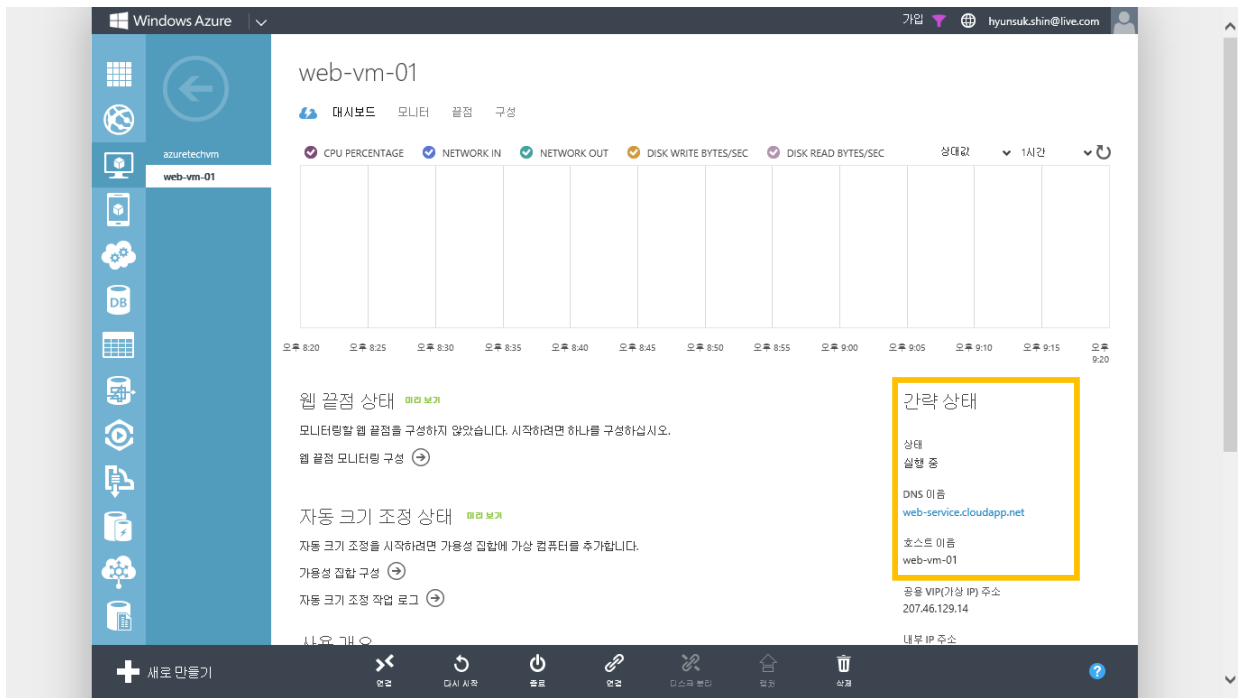 Windows Azure
가입
hyunsuk.shin@live.com
azuretechvm
web-vm-01
web-vm-01
대시보드 모니터 끝점 구성
CPU PERCENTAGE NETWORK IN NETWORK OUT DISK WRITE BYTES/SEC DISK READ BYTES/SEC 상대값 1시간
오후 8:20 오후 8:25 오후 8:30 오후 8:35 오후 8:40 오후 8:45 오후 8:50 오후 8:55 오후 9:00 오후 9:05 오후 9:10 오후 9:15 오후 9:20
웹 끝점 상태 미리 보기
모니터링할 웹 끝점을 구성하지 않았습니다. 시작하려면 하나를 구성하십시오.
웹 끝점 모니터링 구성
자동 크기 조정 상태 미리 보기
자동 크기 조정을 시작하려면 가용성 집합에 가상 컴퓨터를 추가합니다.
가용성 집합 구성
자동 크기 조정 작업 로그
사용 개요
간략 상태
상태
실행 중
DNS 이름
web-service.cloudapp.net
호스트 이름
web-vm-01
공용 VIP(가상 IP) 주소
207.46.129.14
내부 IP 주소
DB
새로 만들기
연결 다시 시작 종료 연결 디스크 분리 캡처 삭제
?